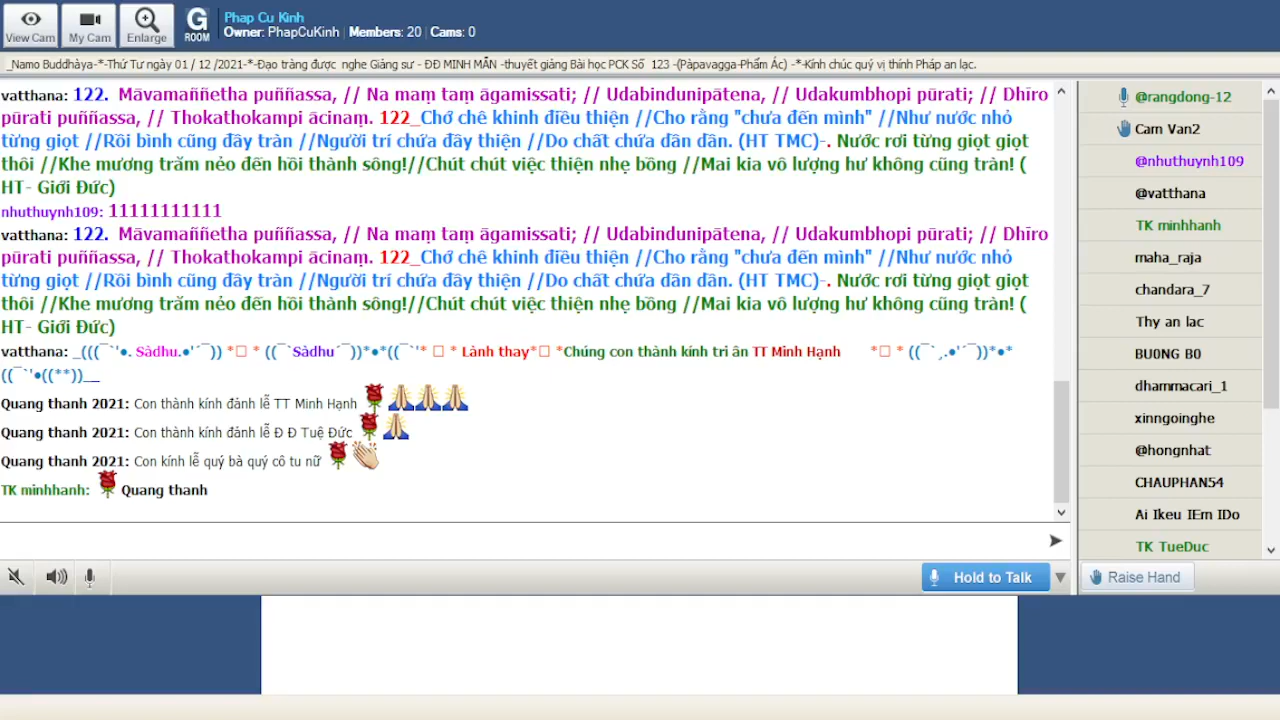 View Cam
My Cam
Enlarge
G ROOM
Phap Cu Kinh
Owner: PhapCuKinh | Members: 20 | Cams: 0
_Namo Buddhàya-*-Thứ Tư ngày 01 / 12 /2021-*-Đạo tràng được nghe Giáng sư - ĐĐ MINH MẪN -thuyết giảng Bài học PCK Số 123 -(Pàpavagga-Phẩm Ác) -*-Kính chúc quý vị thính Pháp an lạc.
vatthana: 122. Māvamaññetha puññassa, // Na maṃ taṃ āgamissati; // Udabindunipātena, // Udakumbhopi pūrati; // Dhīro
pūrati puññassa, // Thokathokampi ācinaṃ. 122_Chớ chê khinh điều thiện //Cho rằng "chưa đến mình" //Như nước nhỏ
từng giọt //Rồi bình cũng đầy tràn //Người trí chứa đầy thiện //Do chất chứa dần dần. (HT TMC)-. Nước rơi từng giọt giọt
thôi //Khe mương trăm nẻo đến hồi thành sông!//Chút chút việc thiện nhẹ bồng //Mai kia vô lượng hư không cũng tràn! (
HT- Giới Đức)
nhuthuynh109: 11111111111
vatthana: 122. Māvamaññetha puññassa, // Na maṃ taṃ āgamissati; // Udabindunipātena, // Udakumbhopi pūrati; // Dhīro
pūrati puññassa, // Thokathokampi ācinaṃ. 122_Chớ chê khinh điều thiện //Cho rằng "chưa đến mình" //Như nước nhỏ
từng giọt //Rồi bình cũng đầy tràn //Người trí chứa đầy thiện //Do chất chứa dần dần. (HT TMC)-. Nước rơi từng giọt giọt
thôi //Khe mương trăm nẻo đến hồi thành sông!//Chút chút việc thiện nhẹ bồng //Mai kia vô lượng hư không cũng tràn! (
HT- Giới Đức)
vatthana: _(((¯`'•. Sàdhu.•'´¯)) *▯ * ((¯`Sàdhu´¯))*•*((¯`'* ▯ * Lành thay*▯ *Chúng con thành kính tri ân TT Minh Hạnh *▯ * ((¯`¸.•'´¯))*•*
((¯`'•((**))__
Quang thanh 2021: Con thành kính đảnh lễ TT Minh Hạnh 🌹🙏🙏🙏
Quang thanh 2021: Con thành kính đảnh lễ Đ Đ Tuệ Đức 🌹🙏
Quang thanh 2021: Con kính lễ quý bà quý cô tu nữ 🌹👏
TK minhhanh: 🌹 Quang thanh
Hold to Talk
@rangdong-12
Cam Van2
@nhuthuynh109
@vatthana
TK minhhanh
maha_raja
chandara_7
Thy an lac
BU0NG B0
dhammacari_1
xinngoinghe
@hongnhat
CHAUPHAN54
Ai Ikeu IEm IDo
TK TueDuc
Raise Hand